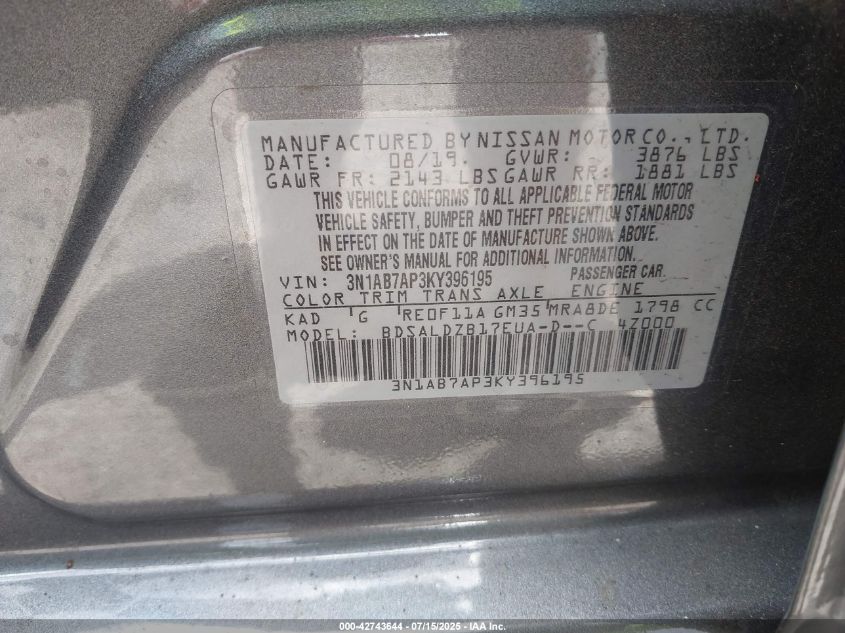 MANUFACTURED BY NISSAN MOTOR CO., LTD.
DATE: 08/19. GVWR: 3876 LBS
GAWR FR: 2143 LBS GAWR RR: 1881 LBS
THIS VEHICLE CONFORMS TO ALL APPLICABLE FEDERAL MOTOR
VEHICLE SAFETY, BUMPER AND THEFT PREVENTION STANDARDS
IN EFFECT ON THE DATE OF MANUFACTURE SHOWN ABOVE.
SEE OWNER'S MANUAL FOR ADDITIONAL INFORMATION.
VIN: 3N1AB7AP3KY396195 PASSENGER CAR
COLOR TRIM TRANS AXLE ENGINE
KAD G RE0F11A GM35 MRA8DE 1798 CC
MODEL: BDSALDZB17EUA-D--C 4Z000
3N1AB7AP3KY396195
000-42743644 - 07/15/2025 - IAA Inc.